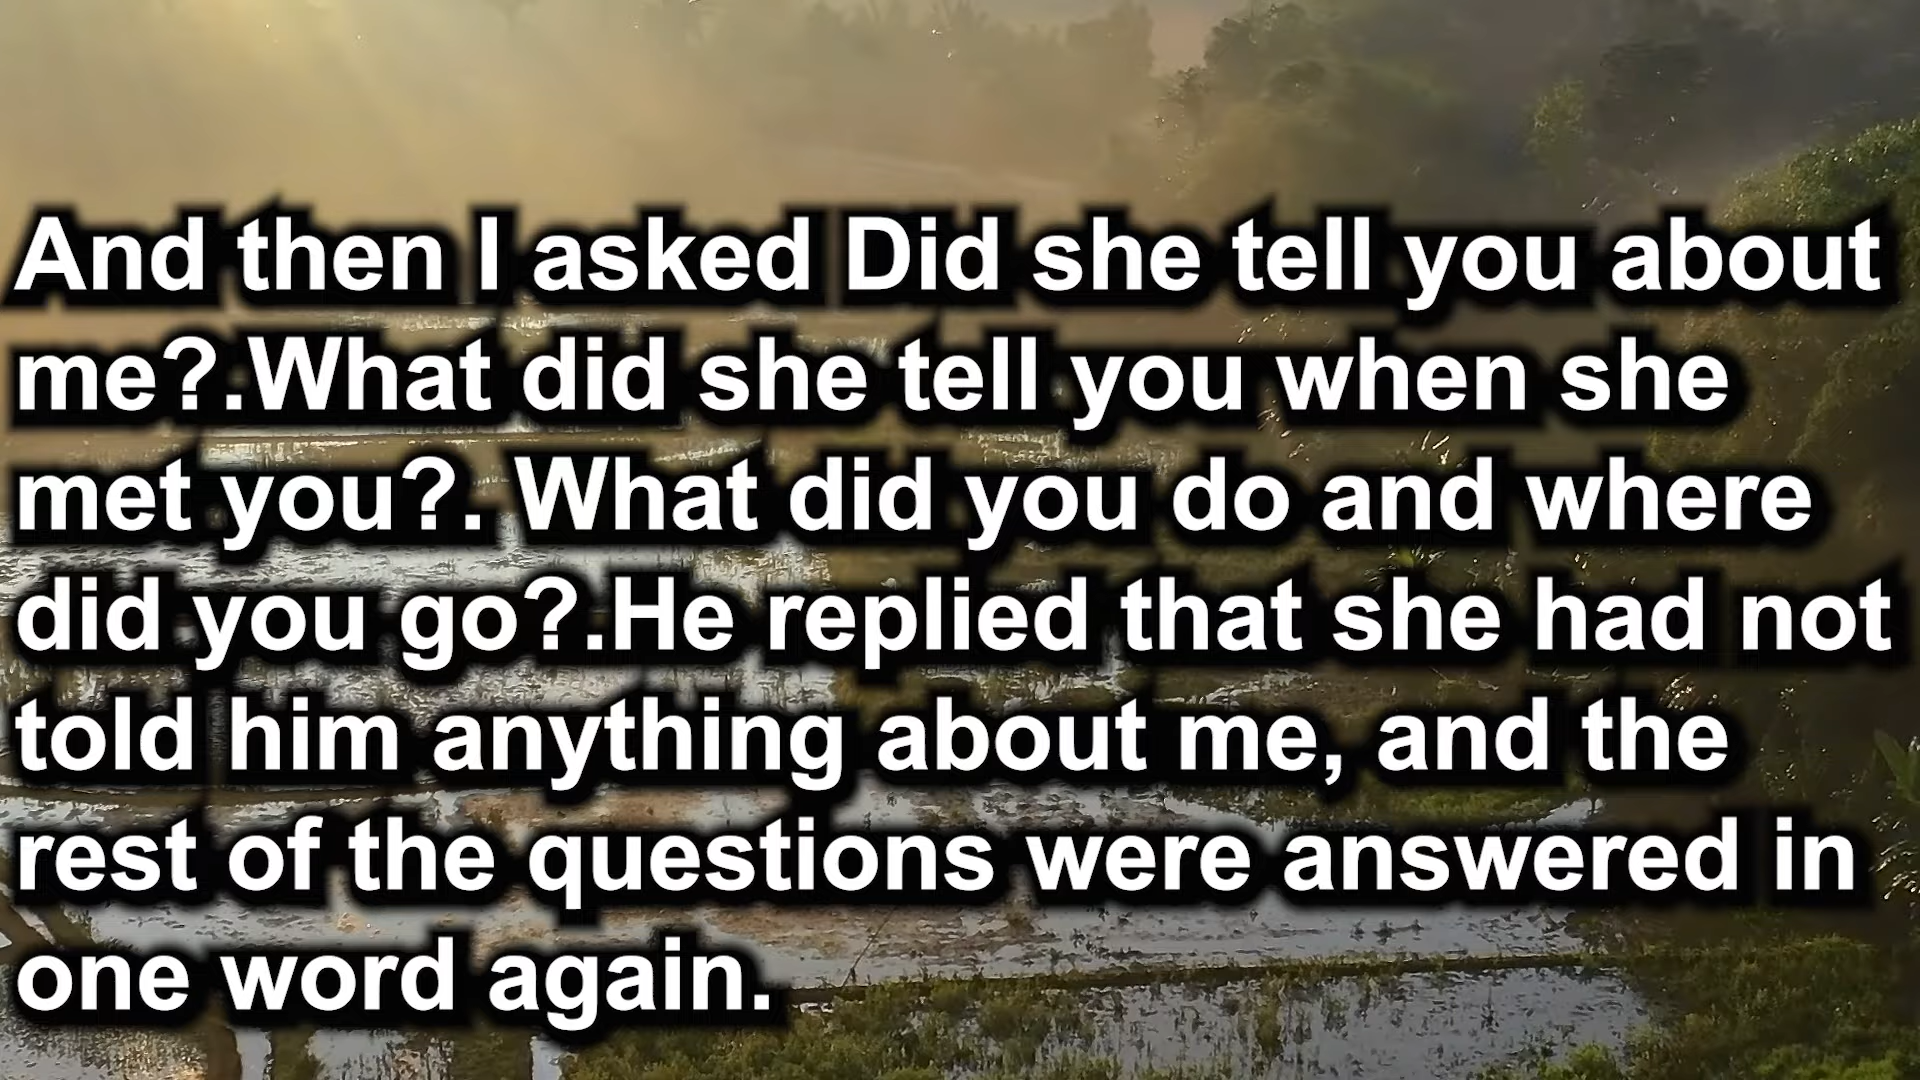 And then I asked Did she tell you about
me?.What did she tell you when she
met you?. What did you do and where
did you go?.He replied that she had not
told him anything about me, and the
rest of the questions were answered in
one word again.